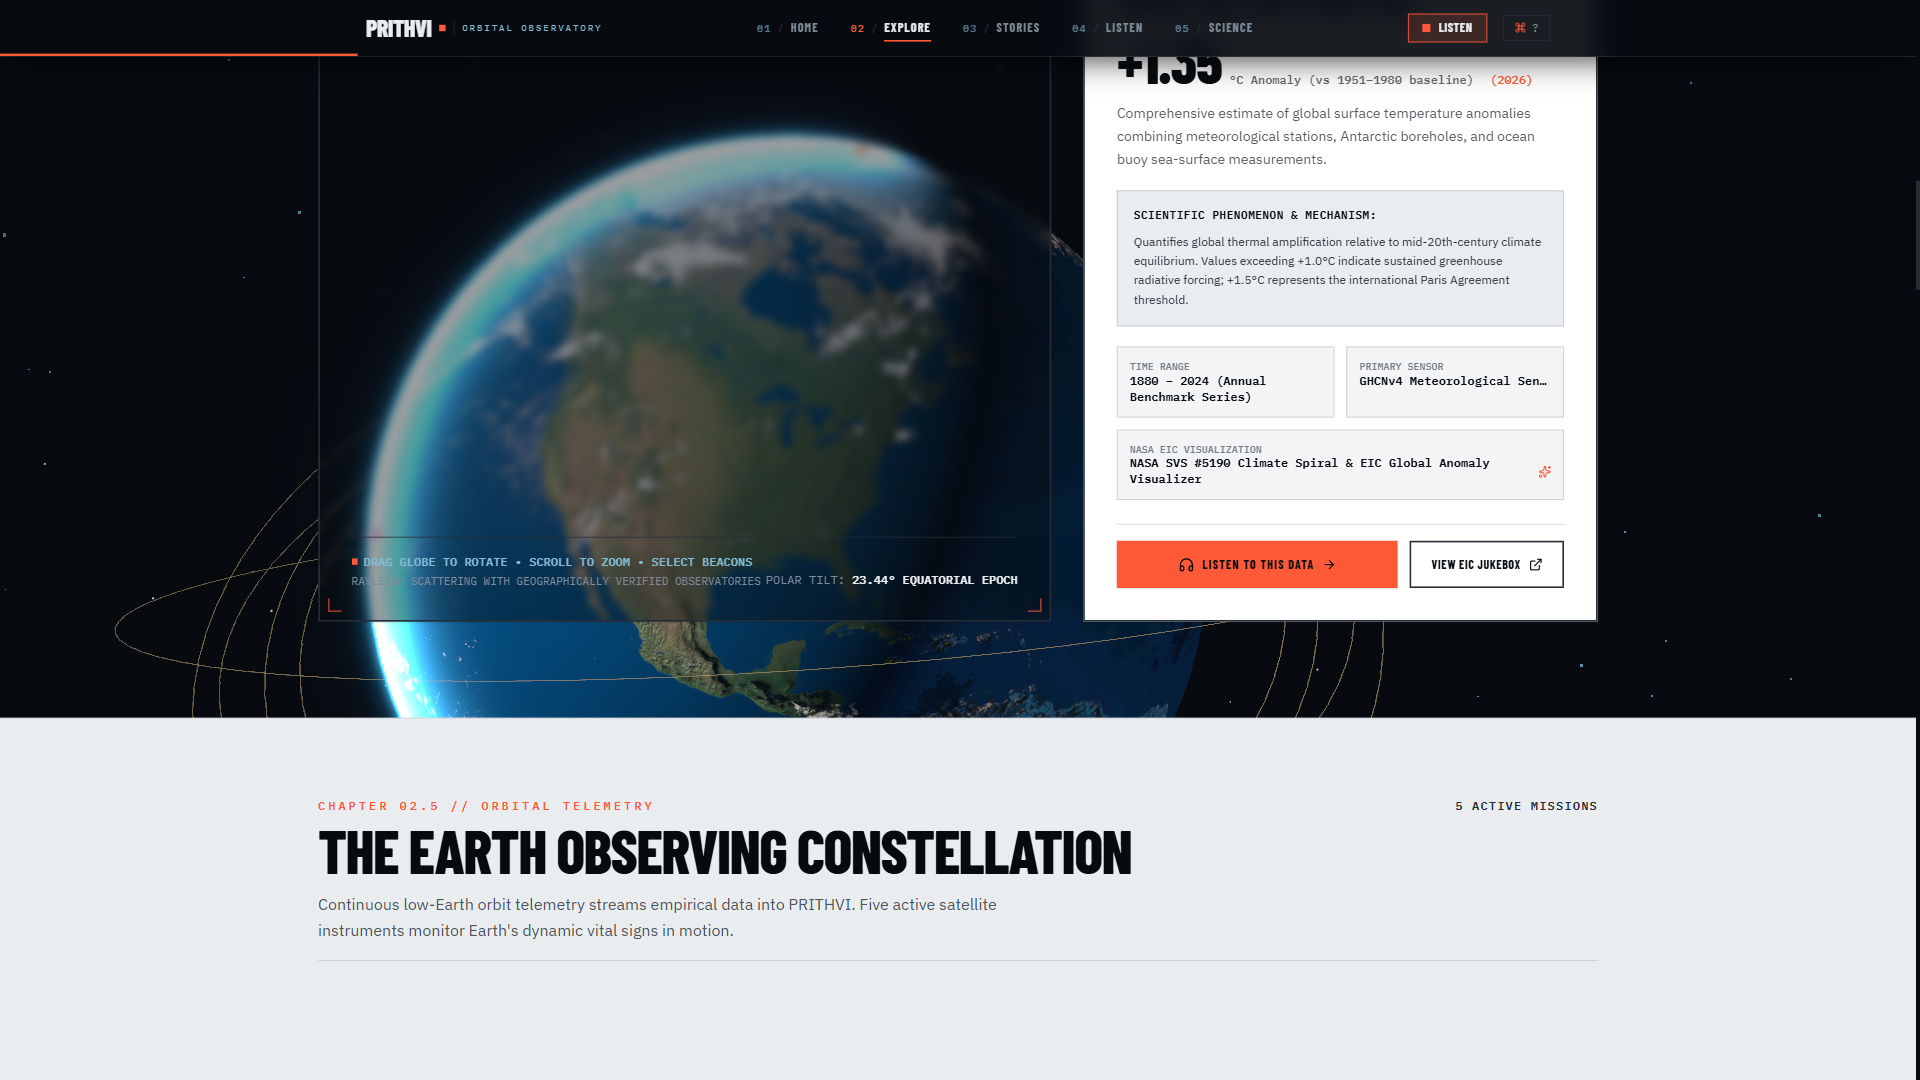 PRITHVI
ORBITAL OBSERVATORY
01 / HOME
02 / EXPLORE
03 / STORIES
04 / LISTEN
05 / SCIENCE
LISTEN
⌘ ?
+1.35 °C Anomaly (vs 1951–1980 baseline) (2026)
Comprehensive estimate of global surface temperature anomalies
combining meteorological stations, Antarctic boreholes, and ocean
buoy sea-surface measurements.
SCIENTIFIC PHENOMENON & MECHANISM:
Quantifies global thermal amplification relative to mid-20th-century climate
equilibrium. Values exceeding +1.0°C indicate sustained greenhouse
radiative forcing; +1.5°C represents the international Paris Agreement
threshold.
TIME RANGE
1880 – 2024 (Annual
Benchmark Series)
PRIMARY SENSOR
GHCNv4 Meteorological Sen…
NASA EIC VISUALIZATION
NASA SVS #5190 Climate Spiral & EIC Global Anomaly
Visualizer
LISTEN TO THIS DATA →
VIEW EIC JUKEBOX
DRAG GLOBE TO ROTATE • SCROLL TO ZOOM • SELECT BEACONS
RAYLEIGH SCATTERING WITH GEOGRAPHICALLY VERIFIED OBSERVATORIES
POLAR TILT: 23.44° EQUATORIAL EPOCH
CHAPTER 02.5 // ORBITAL TELEMETRY
5 ACTIVE MISSIONS
THE EARTH OBSERVING CONSTELLATION
Continuous low-Earth orbit telemetry streams empirical data into PRITHVI. Five active satellite
instruments monitor Earth's dynamic vital signs in motion.